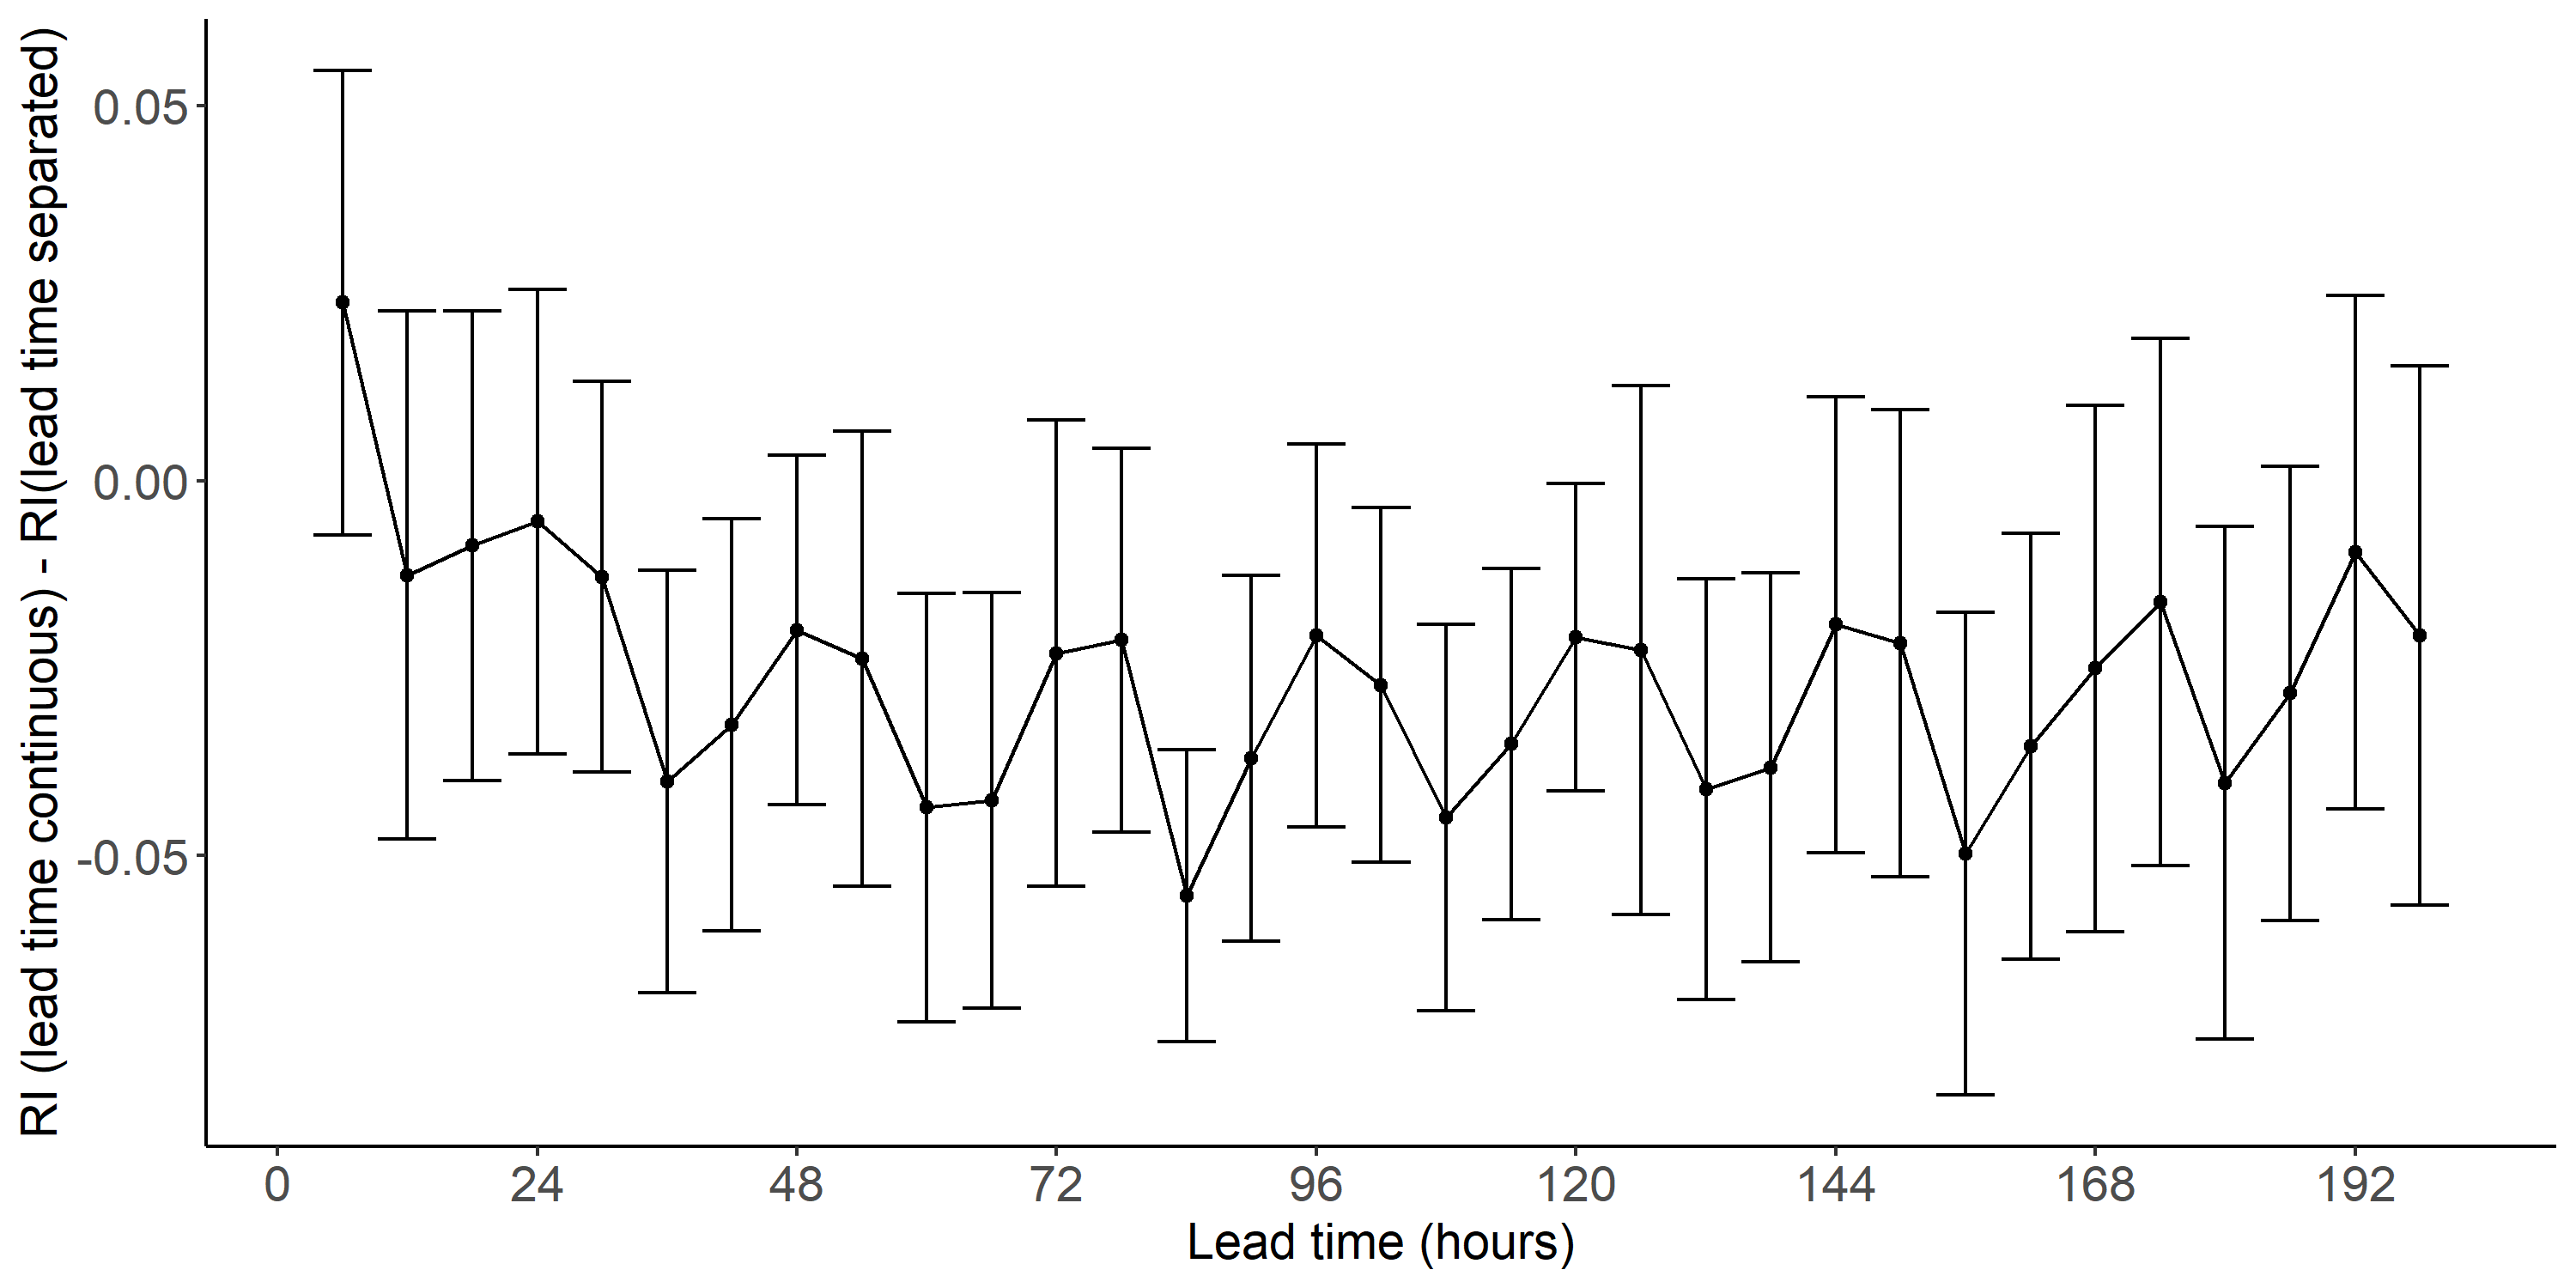 RI (lead time continuous) - RI(lead time separated)
0.05
0.00
-0.05
0 24 48 72 96 120 144 168 192
Lead time (hours)